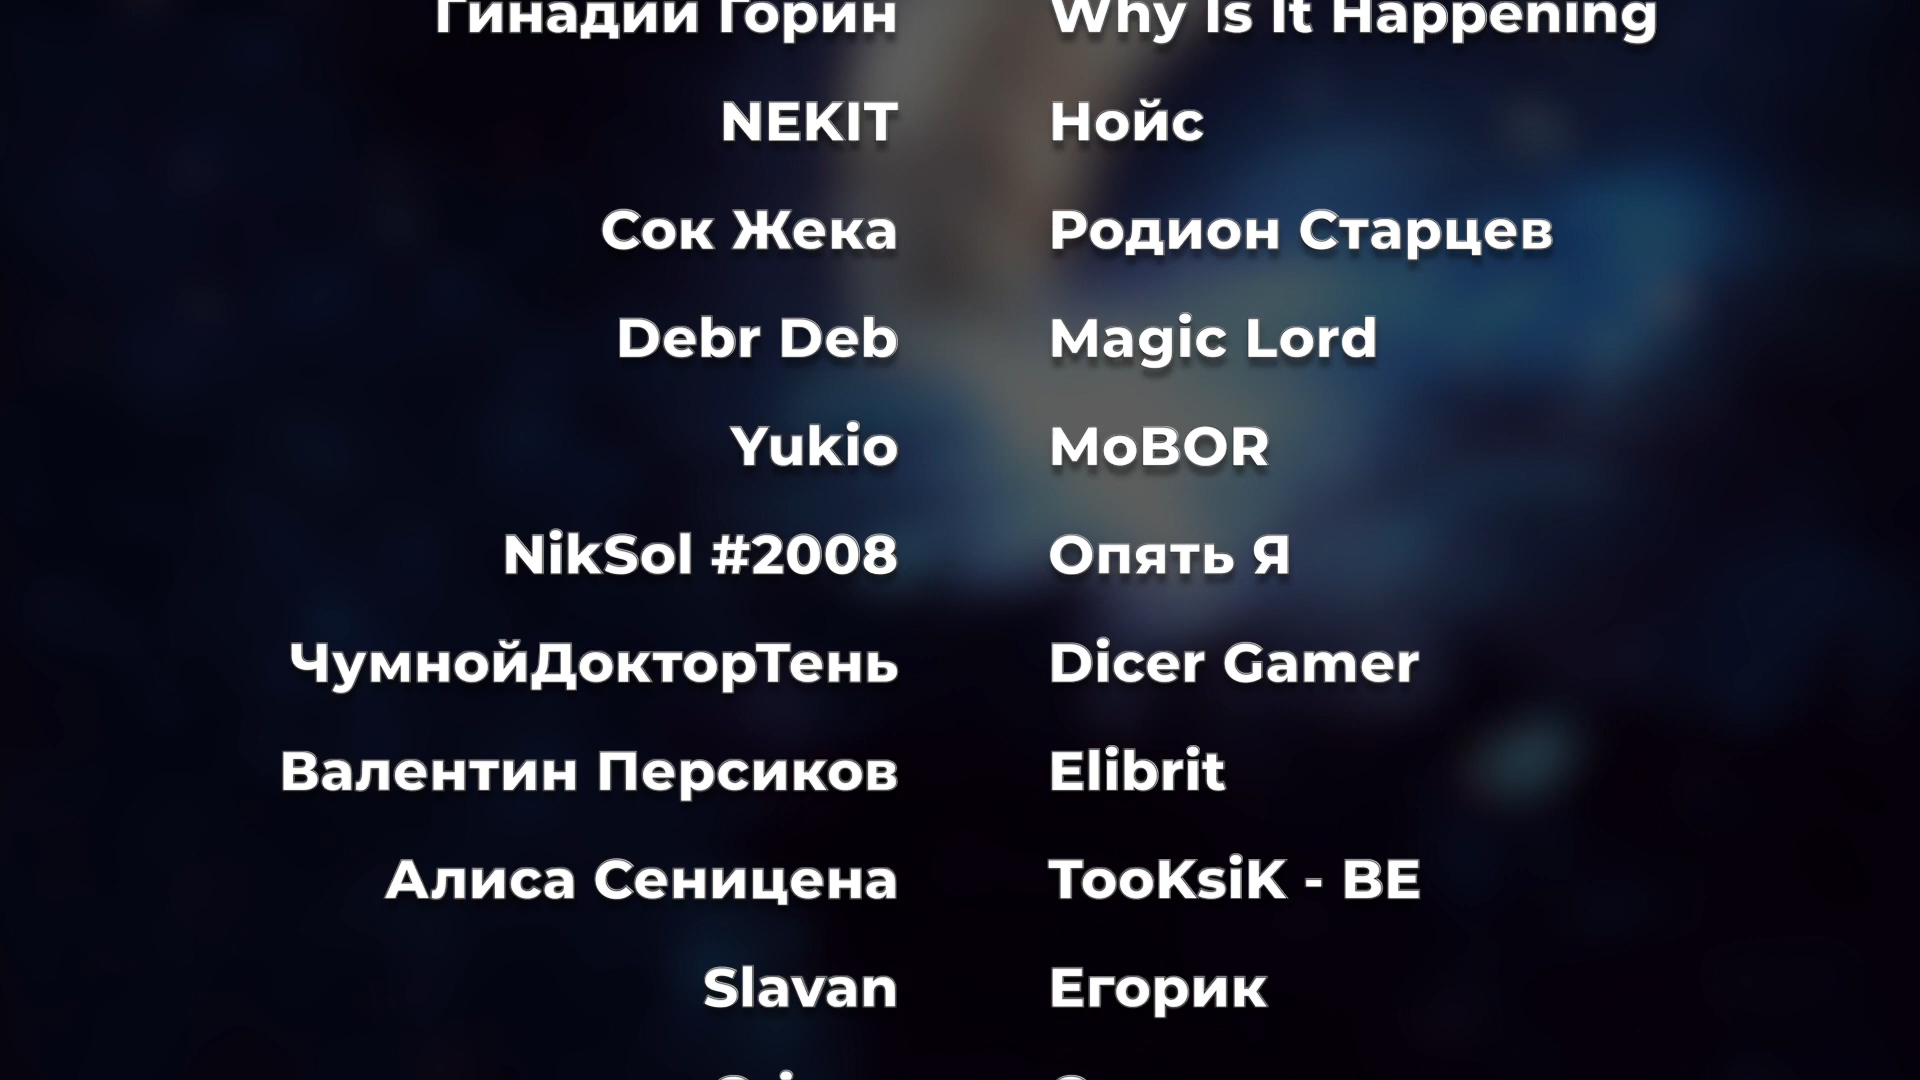 Гинадий Горин Why Is It Happening
NEKIT Нойс
Сок Жека Родион Старцев
Debr Deb Magic Lord
Yukio MoBOR
NikSol #2008 Опять Я
ЧумнойДокторТень Dicer Gamer
Валентин Персиков Elibrit
Алиса Сеницена TooKsiK - BE
Slavan Егорик